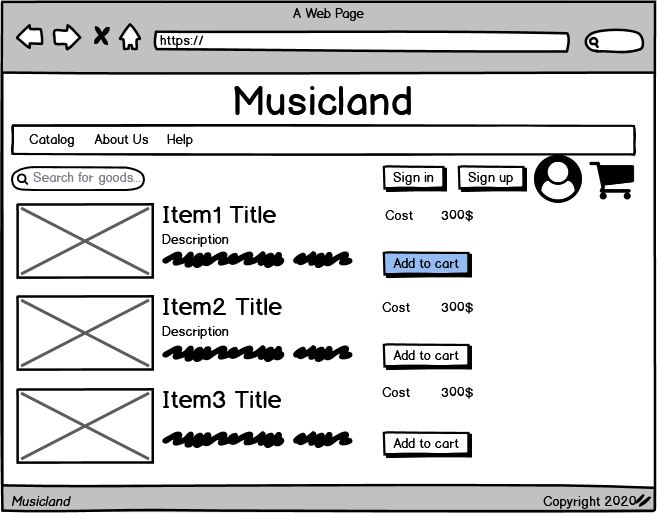 A Web Page
https://
Musicland
Catalog About Us Help
Search for goods...
Sign in Sign up
Item1 Title
Cost 300$
Description
Add to cart
Item2 Title
Cost 300$
Description
Add to cart
Item3 Title
Cost 300$
Add to cart
Musicland
Copyright 2020